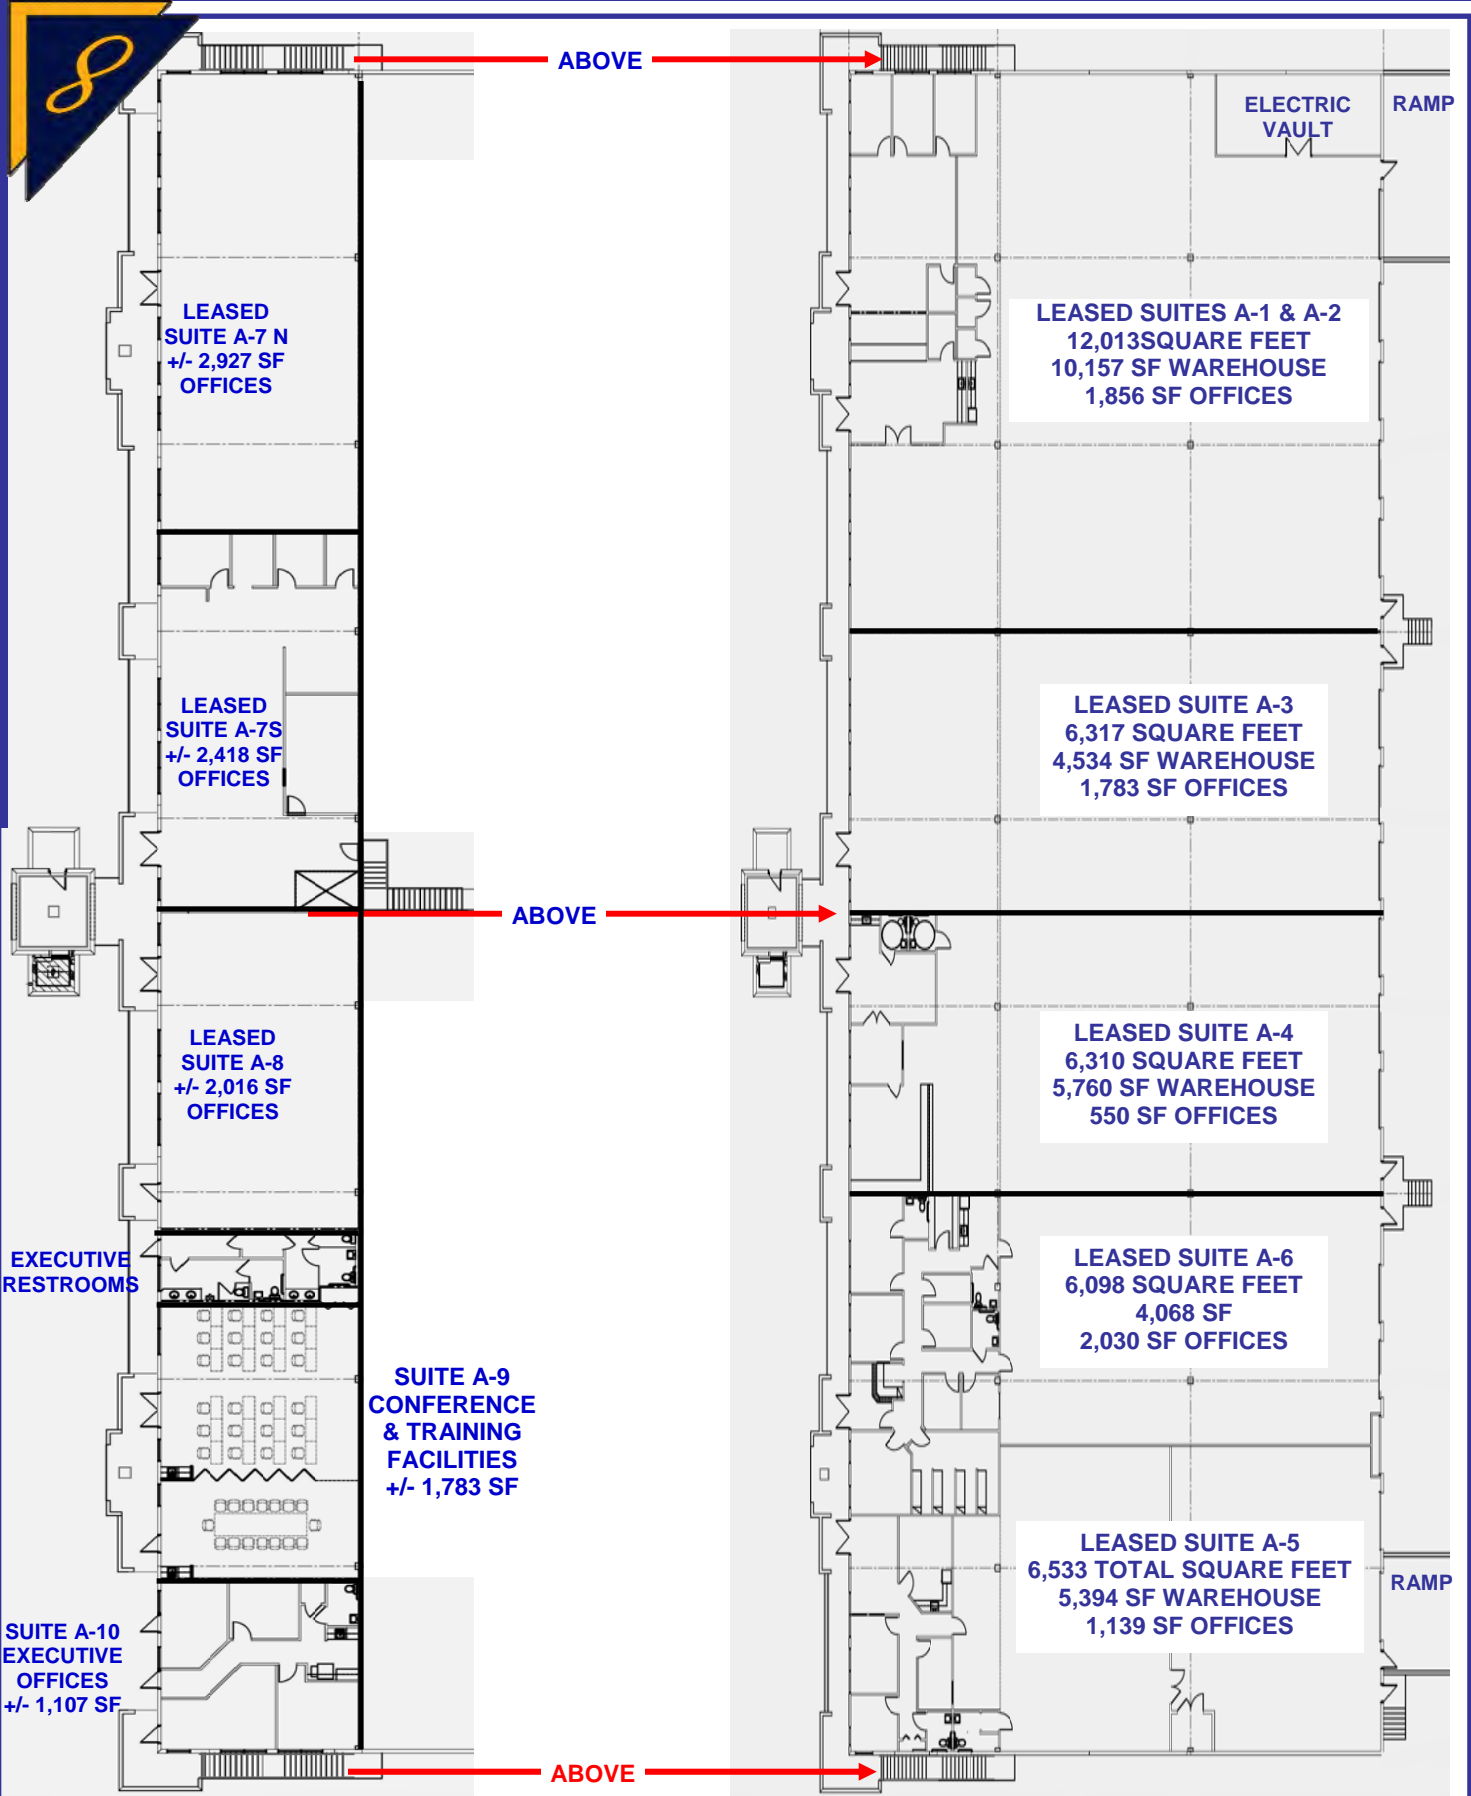 8
ABOVE
ELECTRIC
VAULT
RAMP
LEASED
SUITE A-7 N
+/- 2,927 SF
OFFICES
LEASED SUITES A-1 & A-2
12,013SQUARE FEET
10,157 SF WAREHOUSE
1,856 SF OFFICES
LEASED
SUITE A-7S
+/- 2,418 SF
OFFICES
LEASED SUITE A-3
6,317 SQUARE FEET
4,534 SF WAREHOUSE
1,783 SF OFFICES
ABOVE
LEASED
SUITE A-8
+/- 2,016 SF
OFFICES
LEASED SUITE A-4
6,310 SQUARE FEET
5,760 SF WAREHOUSE
550 SF OFFICES
EXECUTIVE
RESTROOMS
LEASED SUITE A-6
6,098 SQUARE FEET
4,068 SF
2,030 SF OFFICES
SUITE A-9
CONFERENCE
& TRAINING
FACILITIES
+/- 1,783 SF
LEASED SUITE A-5
6,533 TOTAL SQUARE FEET
5,394 SF WAREHOUSE
1,139 SF OFFICES
RAMP
SUITE A-10
EXECUTIVE
OFFICES
+/- 1,107 SF
ABOVE